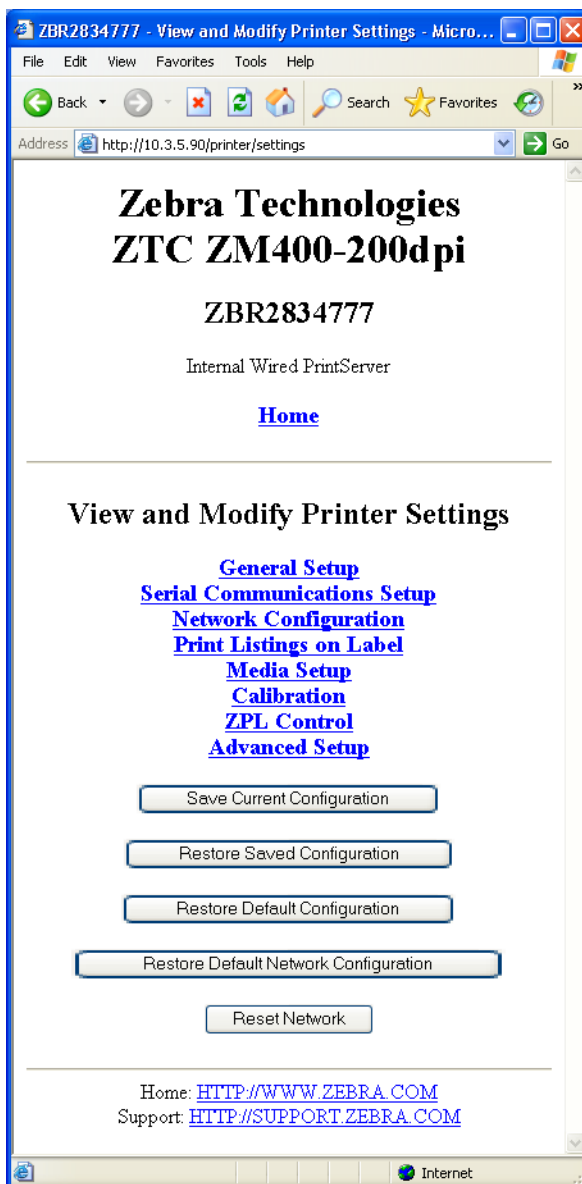 ZBR2834777 - View and Modify Printer Settings - Micro...
File Edit View Favorites Tools Help
Back Search Favorites »
Address http://10.3.5.90/printer/settings Go
Zebra Technologies
ZTC ZM400-200dpi
ZBR2834777
Internal Wired PrintServer
Home
View and Modify Printer Settings
General Setup
Serial Communications Setup
Network Configuration
Print Listings on Label
Media Setup
Calibration
ZPL Control
Advanced Setup
Save Current Configuration
Restore Saved Configuration
Restore Default Configuration
Restore Default Network Configuration
Reset Network
Home: HTTP://WWW.ZEBRA.COM
Support: HTTP://SUPPORT.ZEBRA.COM
Internet